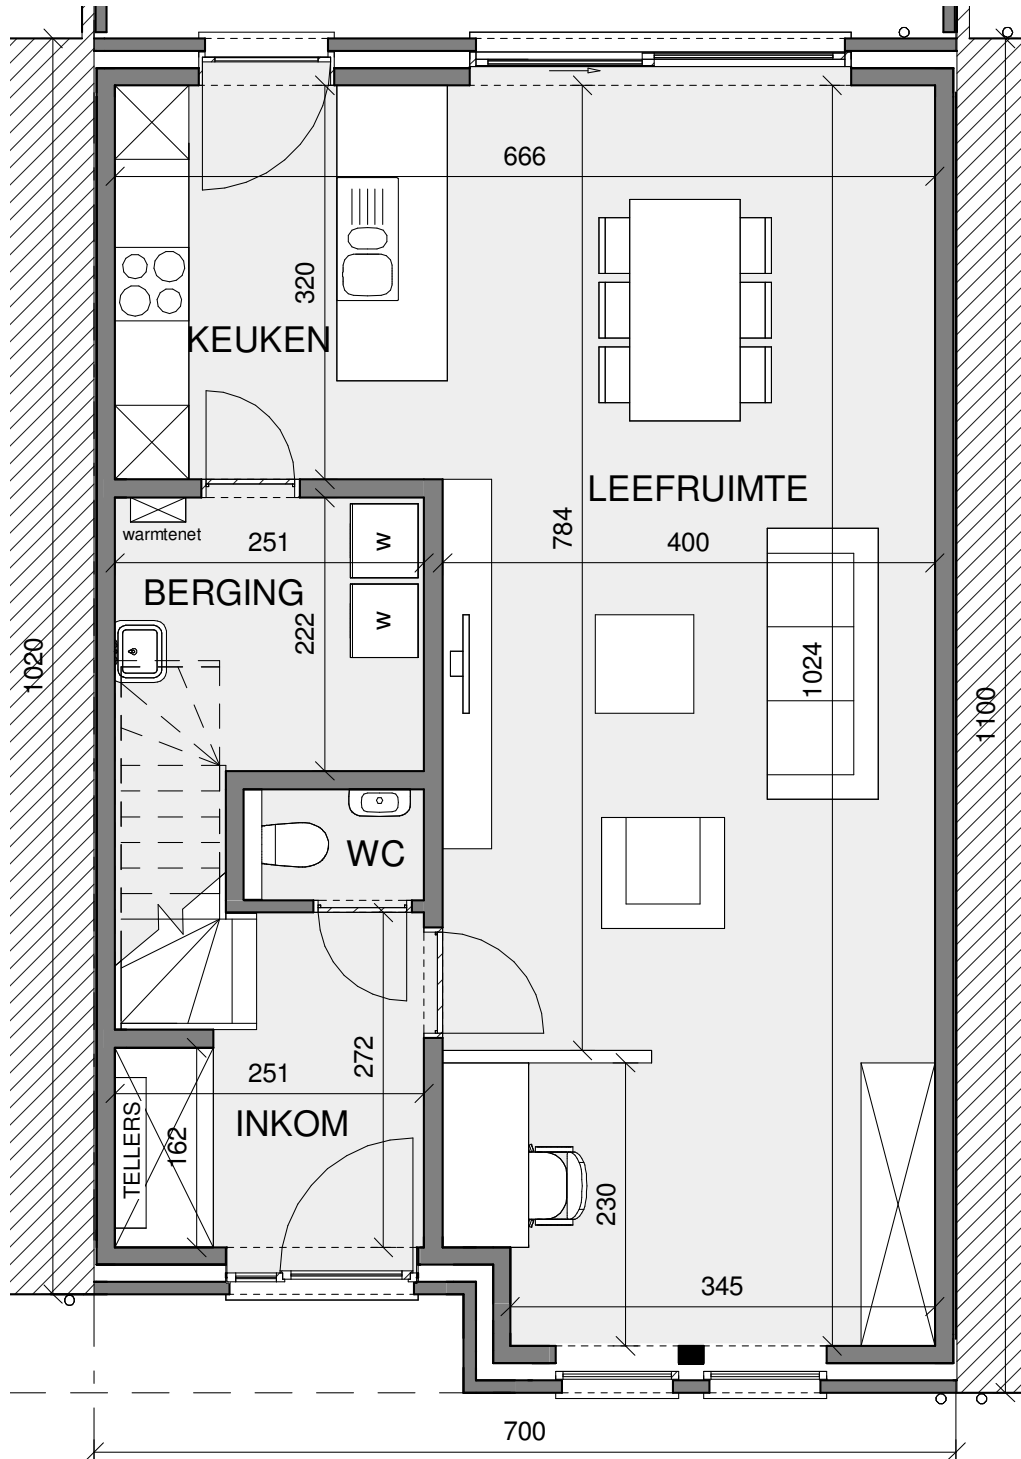 666
320
KEUKEN
LEEFRUIMTE
784
400
warmtenet
251
W
BERGING
222
W
1020
1024
1100
WC
272
251
INKOM
TELLERS
162
230
345
700